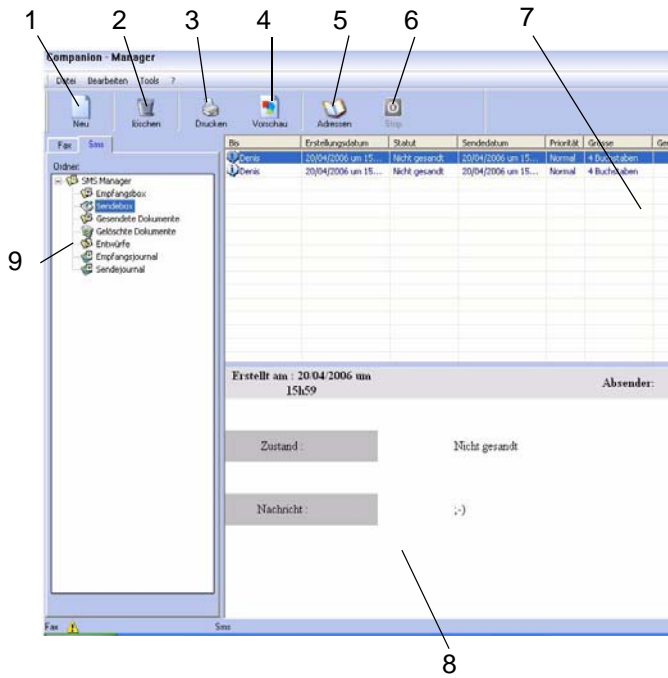 1 2 3 4 5 6
7
Companion - Manager
Datei Bearbeiten Tools ?
Neu löschen Drucken Vorschau Adressen Stop
Fax Sms
Ordner:
SMS Manager
Empfangsbox
Sendebox
Gesendete Dokumente
Gelöschte Dokumente
Entwürfe
Empfangsjournal
Sendejournal
9
Bis Erstellungsdatum Statut Sendedatum Priorität Grösse
Denis 20/04/2006 um 15... Nicht gesandt 20/04/2006 um 15... Normal 4 Buchstaben
Denis 20/04/2006 um 15... Nicht gesandt 20/04/2006 um 15... Normal 4 Buchstaben
Erstellt am : 20/04/2006 um
15h59
Absender:
Zustand : Nicht gesandt
Nachricht : ;-)
Fax Sms
8